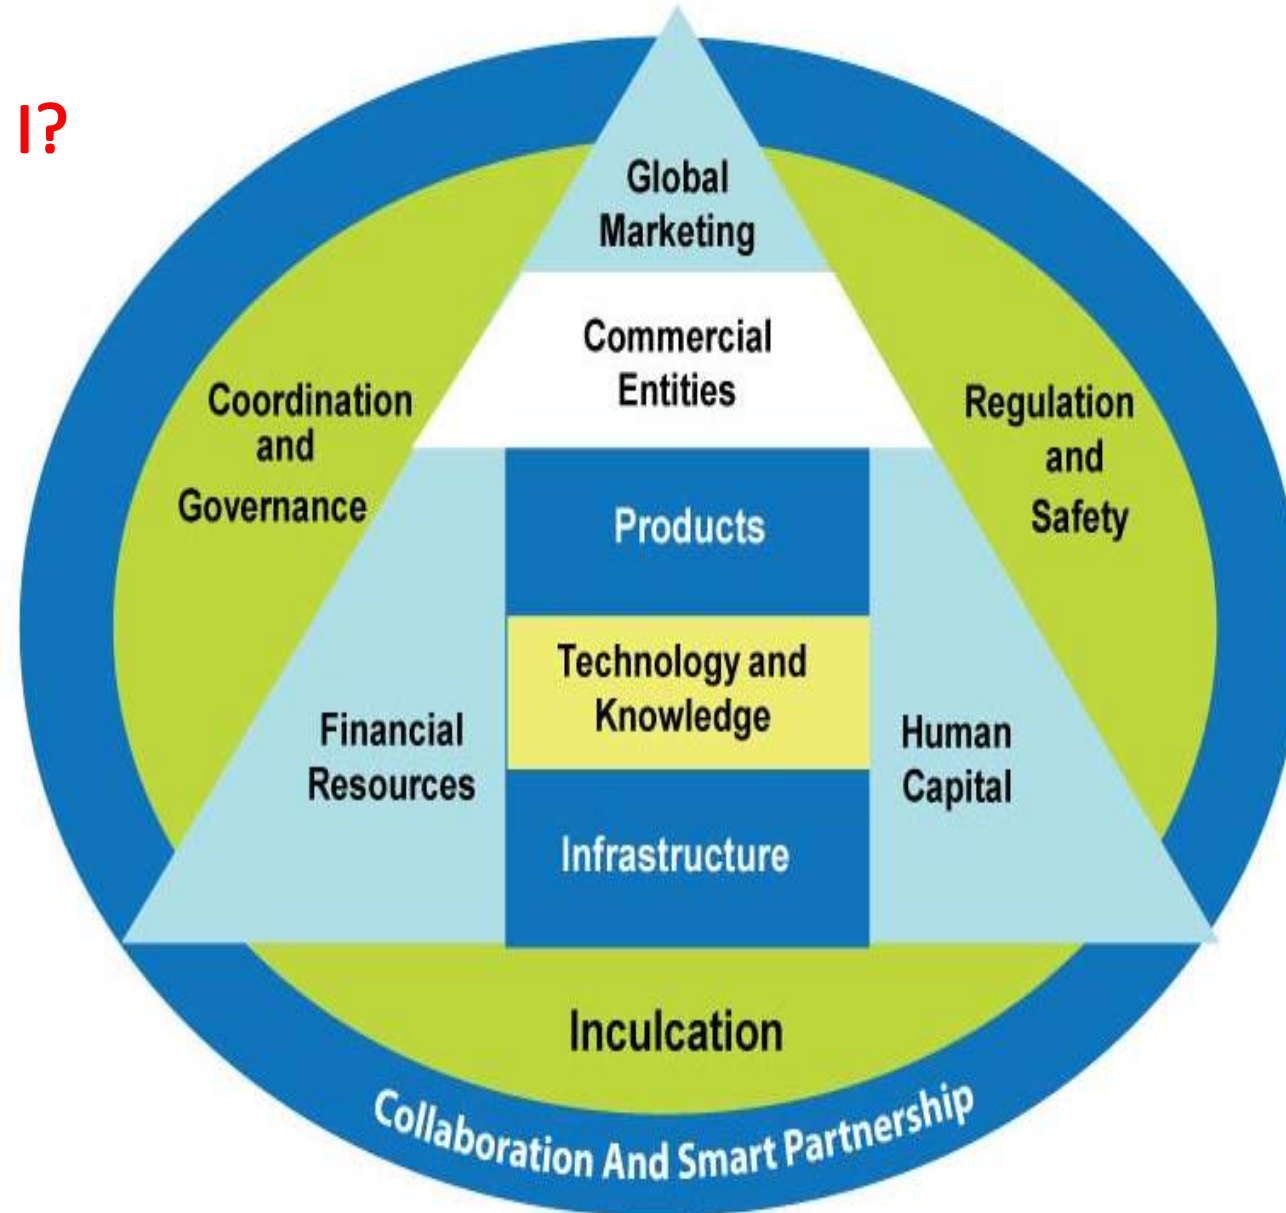 I?
Global
Marketing
Commercial
Entities
Coordination
and
Governance
Regulation
and
Safety
Products
Technology and
Knowledge
Financial
Resources
Human
Capital
Infrastructure
Inculcation
Collaboration And Smart Partnership